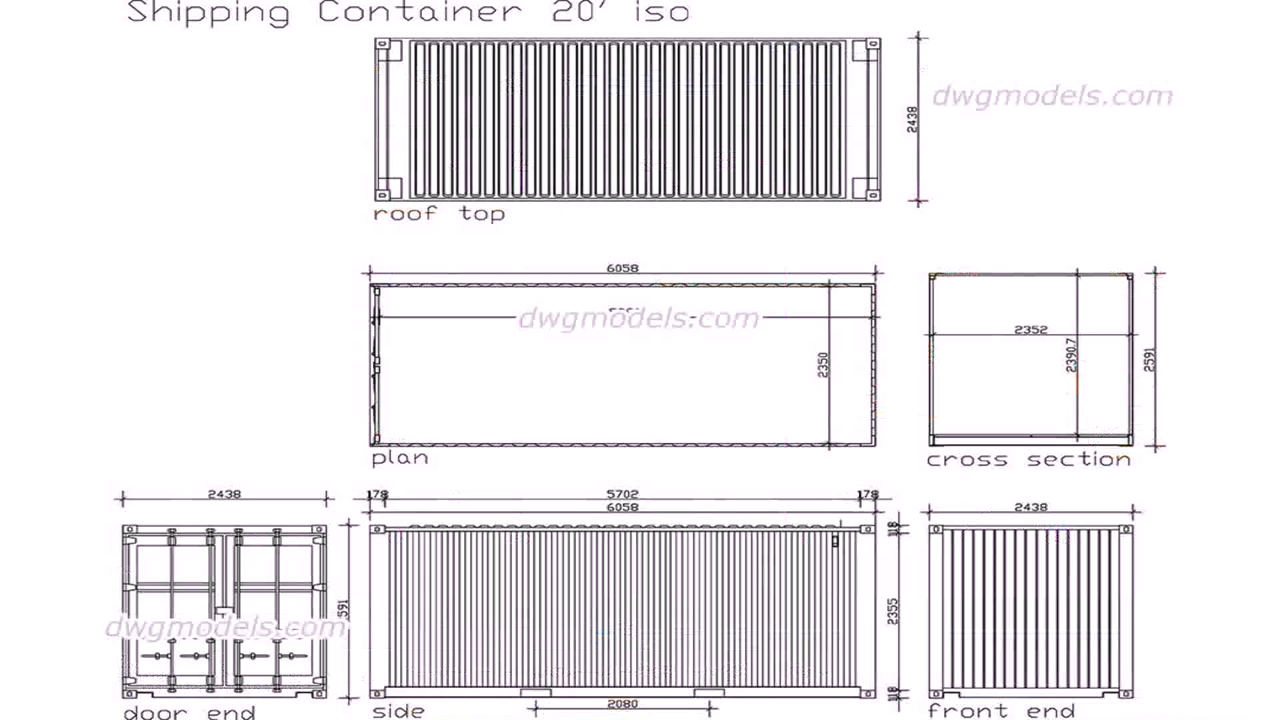 Shipping Container 20' iso
dwgmodels.com
2438
roof top
6058
dwgmodels.com
2350
2352
2390.7
2591
plan
cross section
2438
178
5702
178
6058
2438
118
2355
118
591
dwgmodels.com
2080
door end
side
front end